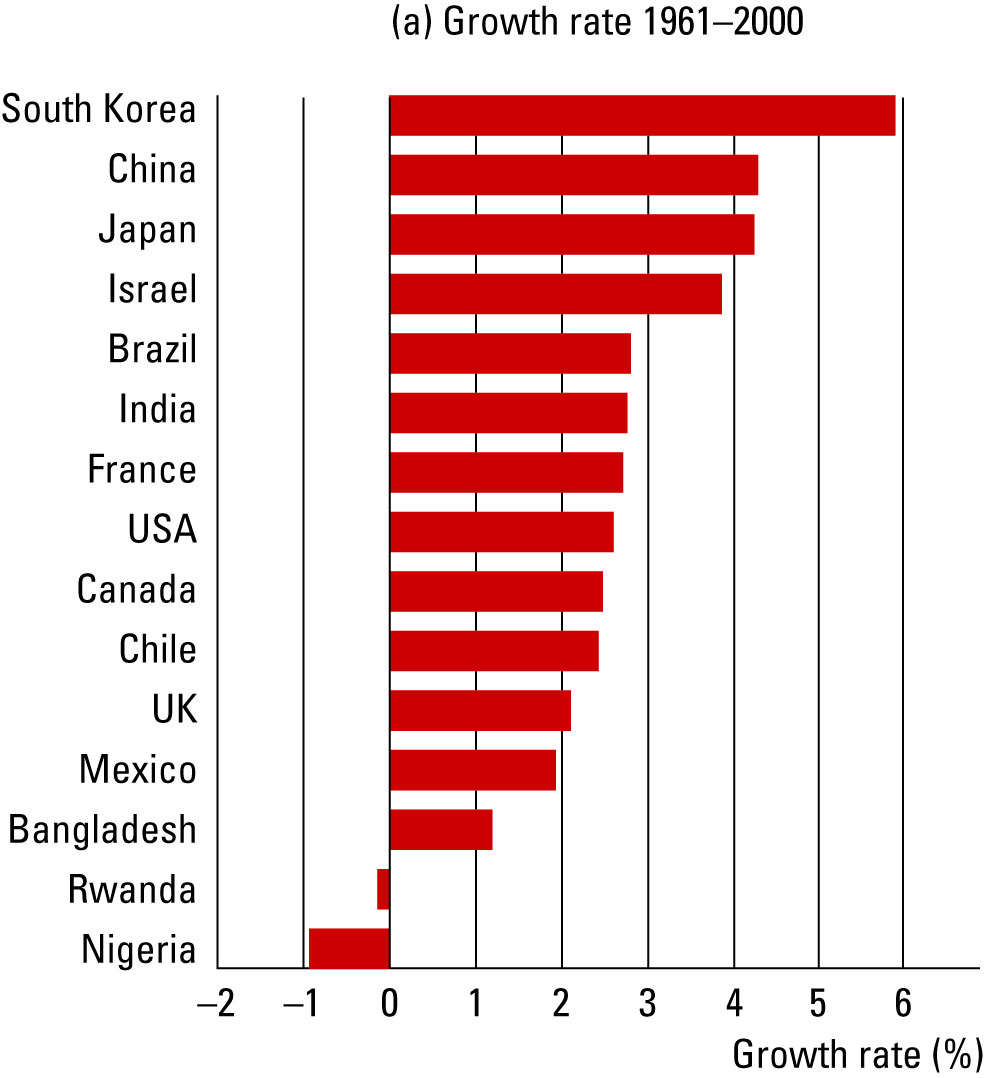 (a) Growth rate 1961–2000
South Korea
China
Japan
Israel
Brazil
India
France
USA
Canada
Chile
UK
Mexico
Bangladesh
Rwanda
Nigeria
–2 –1 0 1 2 3 4 5 6
Growth rate (%)